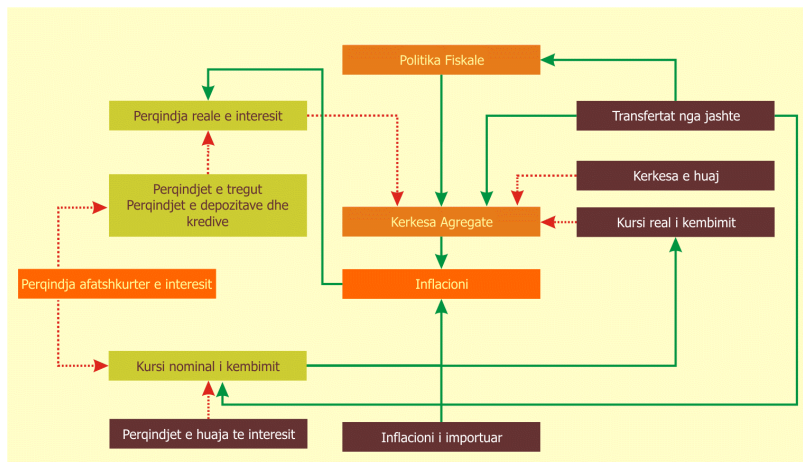 Politika Fiskale
Perqindja reale e interesit
Transfertat nga jashte
Kerkesa e huaj
Perqindjet e tregut
Perqindjet e depozitave dhe
kredive
Kerkesa Agregate
Kursi real i kembimit
Perqindja afatshkurter e interesit
Inflacioni
Kursi nominal i kembimit
Perqindjet e huaja te interesit
Inflacioni i importuar